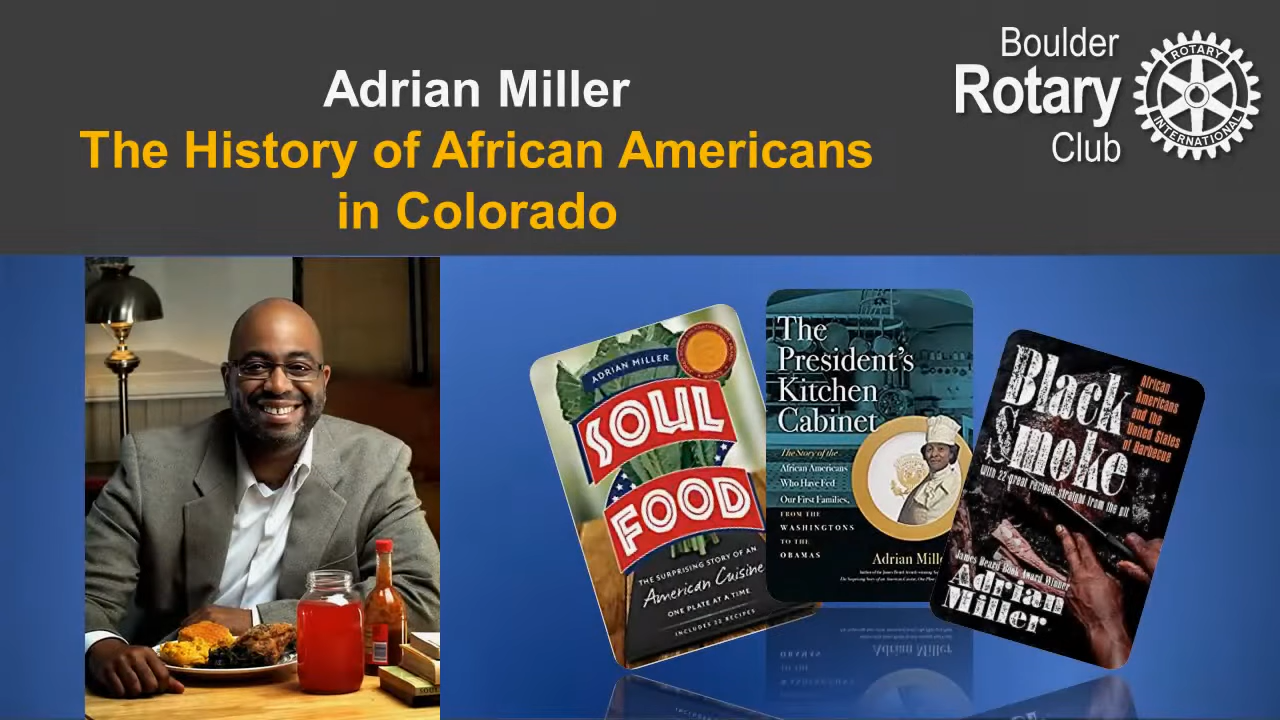 Adrian Miller
The History of African Americans
in Colorado
Boulder
Rotary
Club
ROTARY
INTERNATIONAL
ADRIAN MILLER
SOUL
FOOD
THE SURPRISING STORY OF AN
American Cuisine
ONE PLATE AT A TIME
INCLUDES 22 RECIPES
The
President's
Kitchen
Cabinet
The Story of the
African Americans
Who Have Fed
Our First Families,
FROM THE
WASHINGTONS
TO THE
OBAMAS
Adrian Mille
Black
Smoke
African
Americans
and the
United States
of Barbecue
with 22 great recipes straight from the pit
James Beard Book Award Winner
Adrian
Miller
SOUL
Adrian Miller